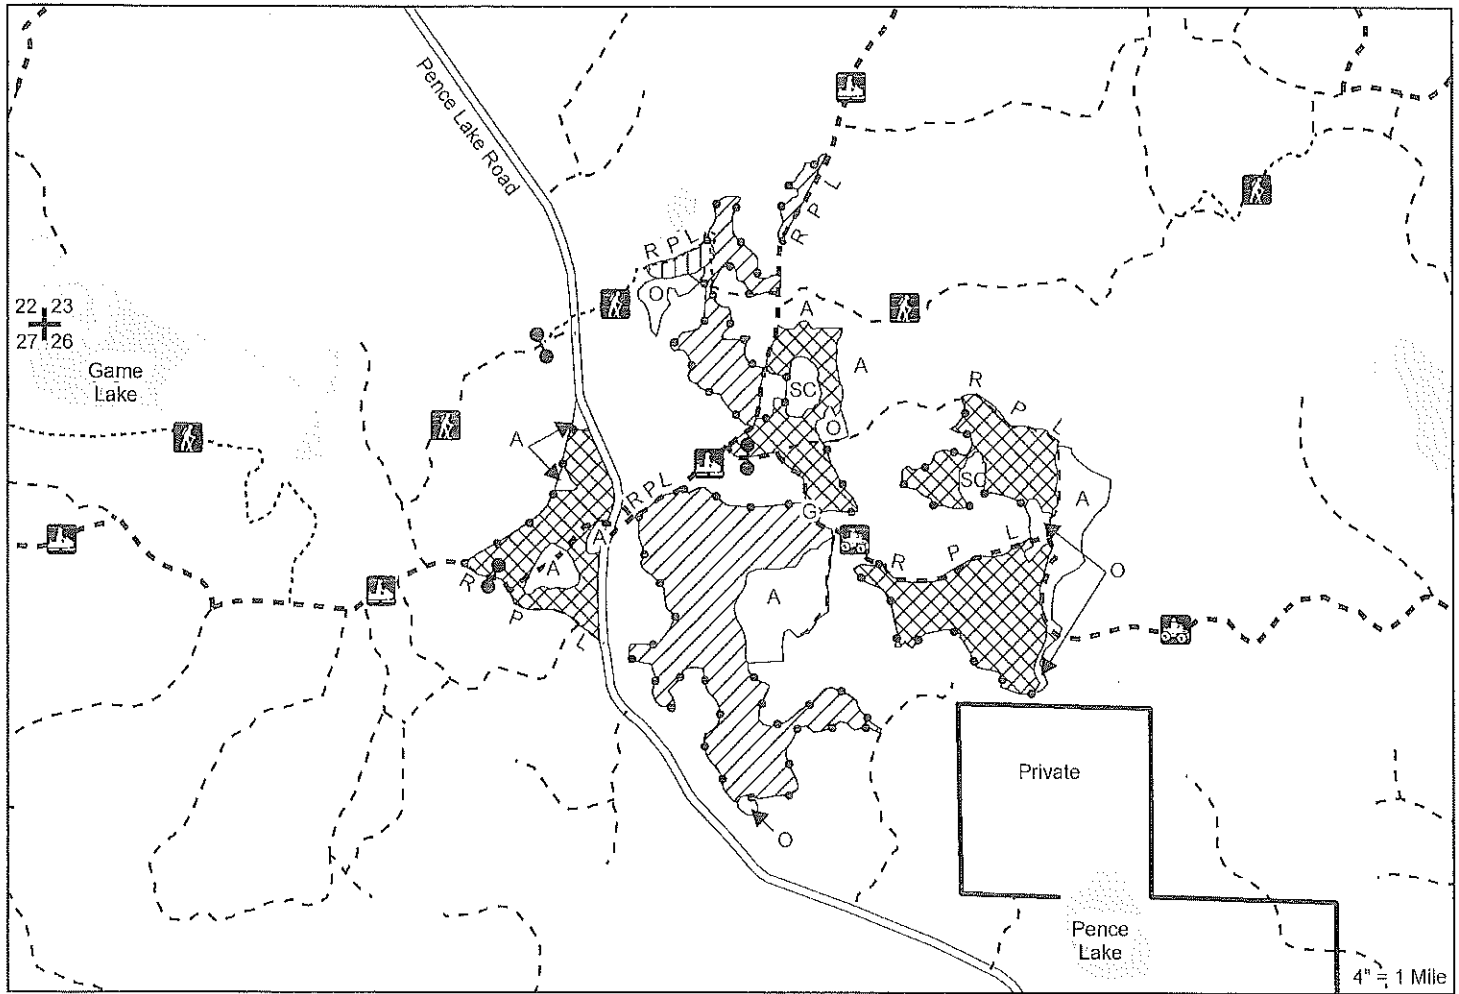 Pence Lake Road
R P L
R P L
22 23
27 26
Game
Lake
O
A
A
SC
O
R P L
A
RPL
SC
A
G
A
R P L
A
R P L
O
A
Private
O
Pence
Lake
4" = 1 Mile